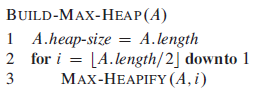 BUILD-MAX-HEAP(A)
1 A.heap-size = A.length
2 for i = ⌊A.length/2⌋ downto 1
3 MAX-HEAPIFY(A, i)